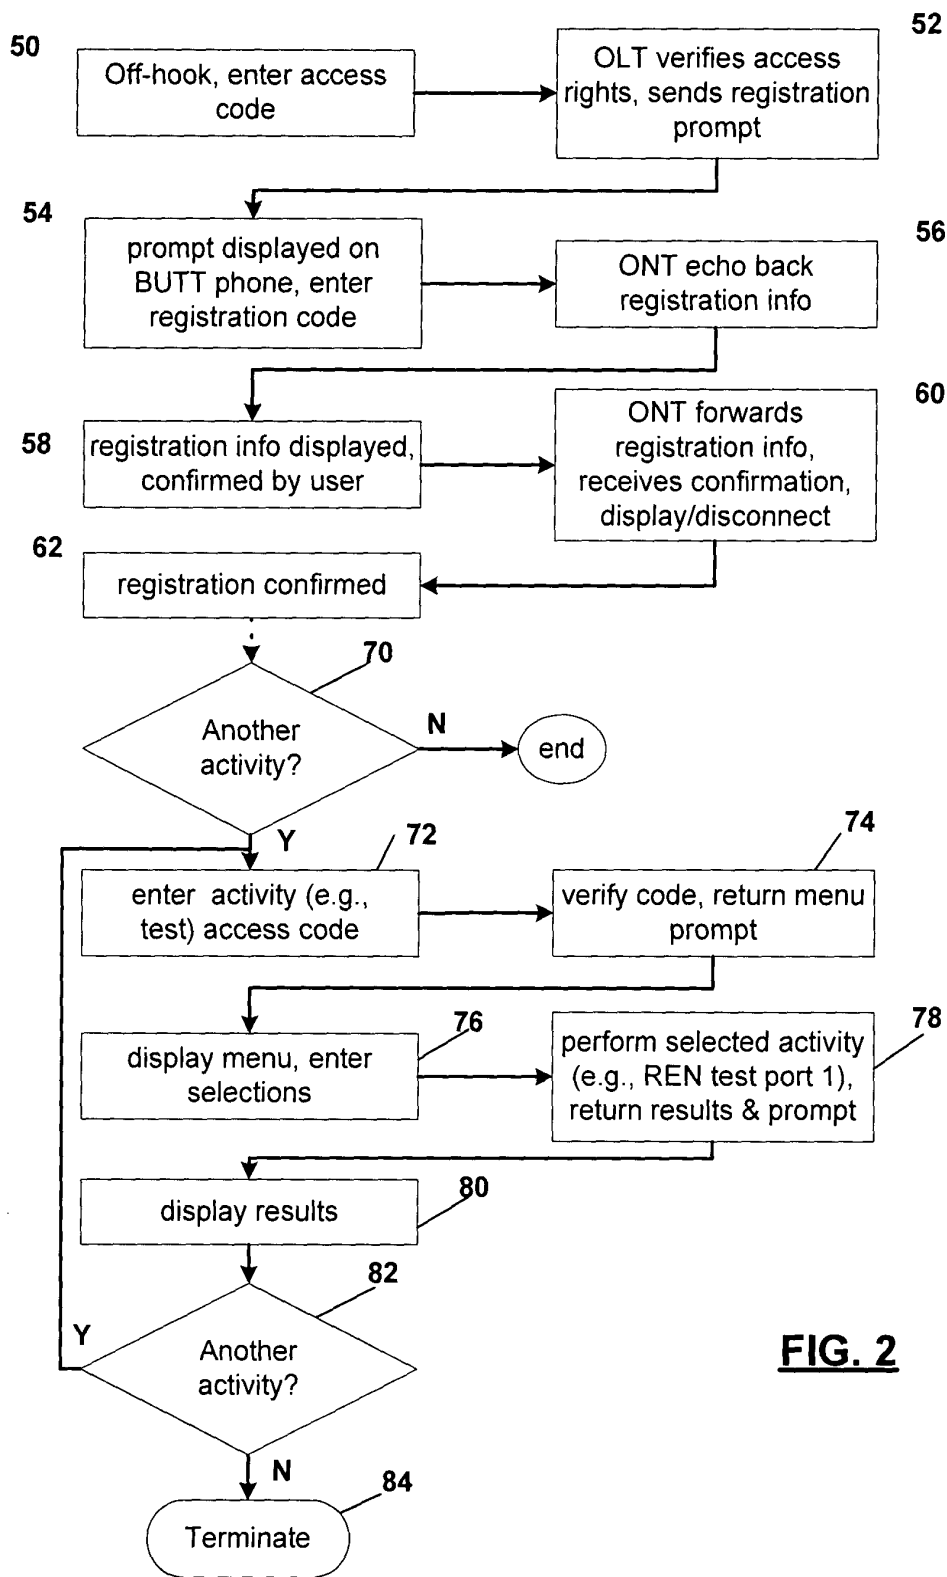 50
Off-hook, enter access
code
52
OLT verifies access
rights, sends registration
prompt
54
prompt displayed on
BUTT phone, enter
registration code
56
ONT echo back
registration info
58
registration info displayed,
confirmed by user
60
ONT forwards
registration info,
receives confirmation,
display/disconnect
62
registration confirmed
70
Another
activity?
N
end
Y
72
enter activity (e.g.,
test) access code
74
verify code, return menu
prompt
76
display menu, enter
selections
78
perform selected activity
(e.g., REN test port 1),
return results & prompt
80
display results
82
Another
activity?
Y
N
84
Terminate
FIG. 2